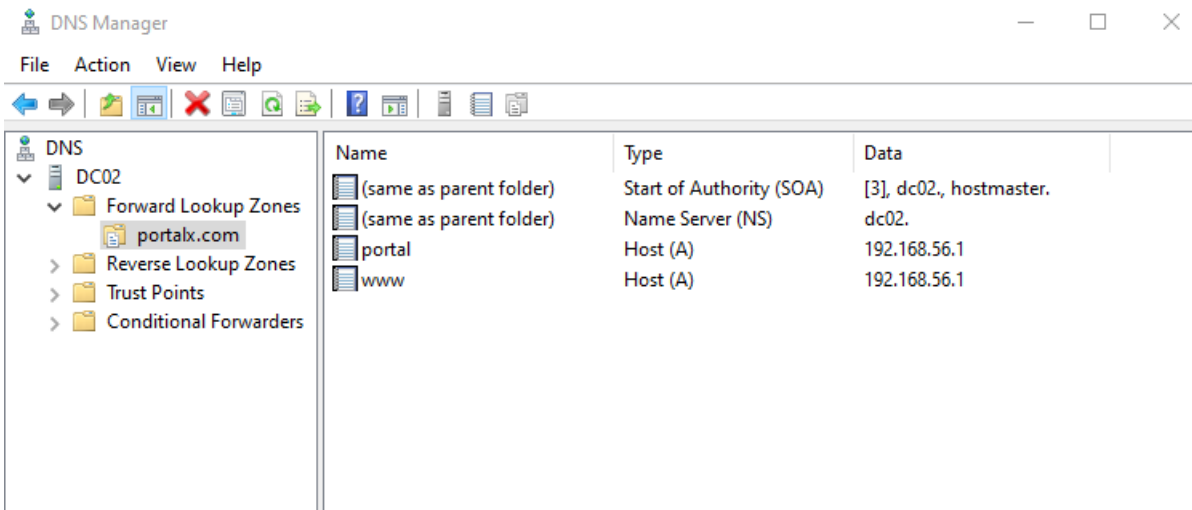 DNS Manager
File Action View Help
DNS
DC02
Forward Lookup Zones
portalx.com
Reverse Lookup Zones
Trust Points
Conditional Forwarders
Name Type Data
(same as parent folder) Start of Authority (SOA) [3], dc02., hostmaster.
(same as parent folder) Name Server (NS) dc02.
portal Host (A) 192.168.56.1
www Host (A) 192.168.56.1